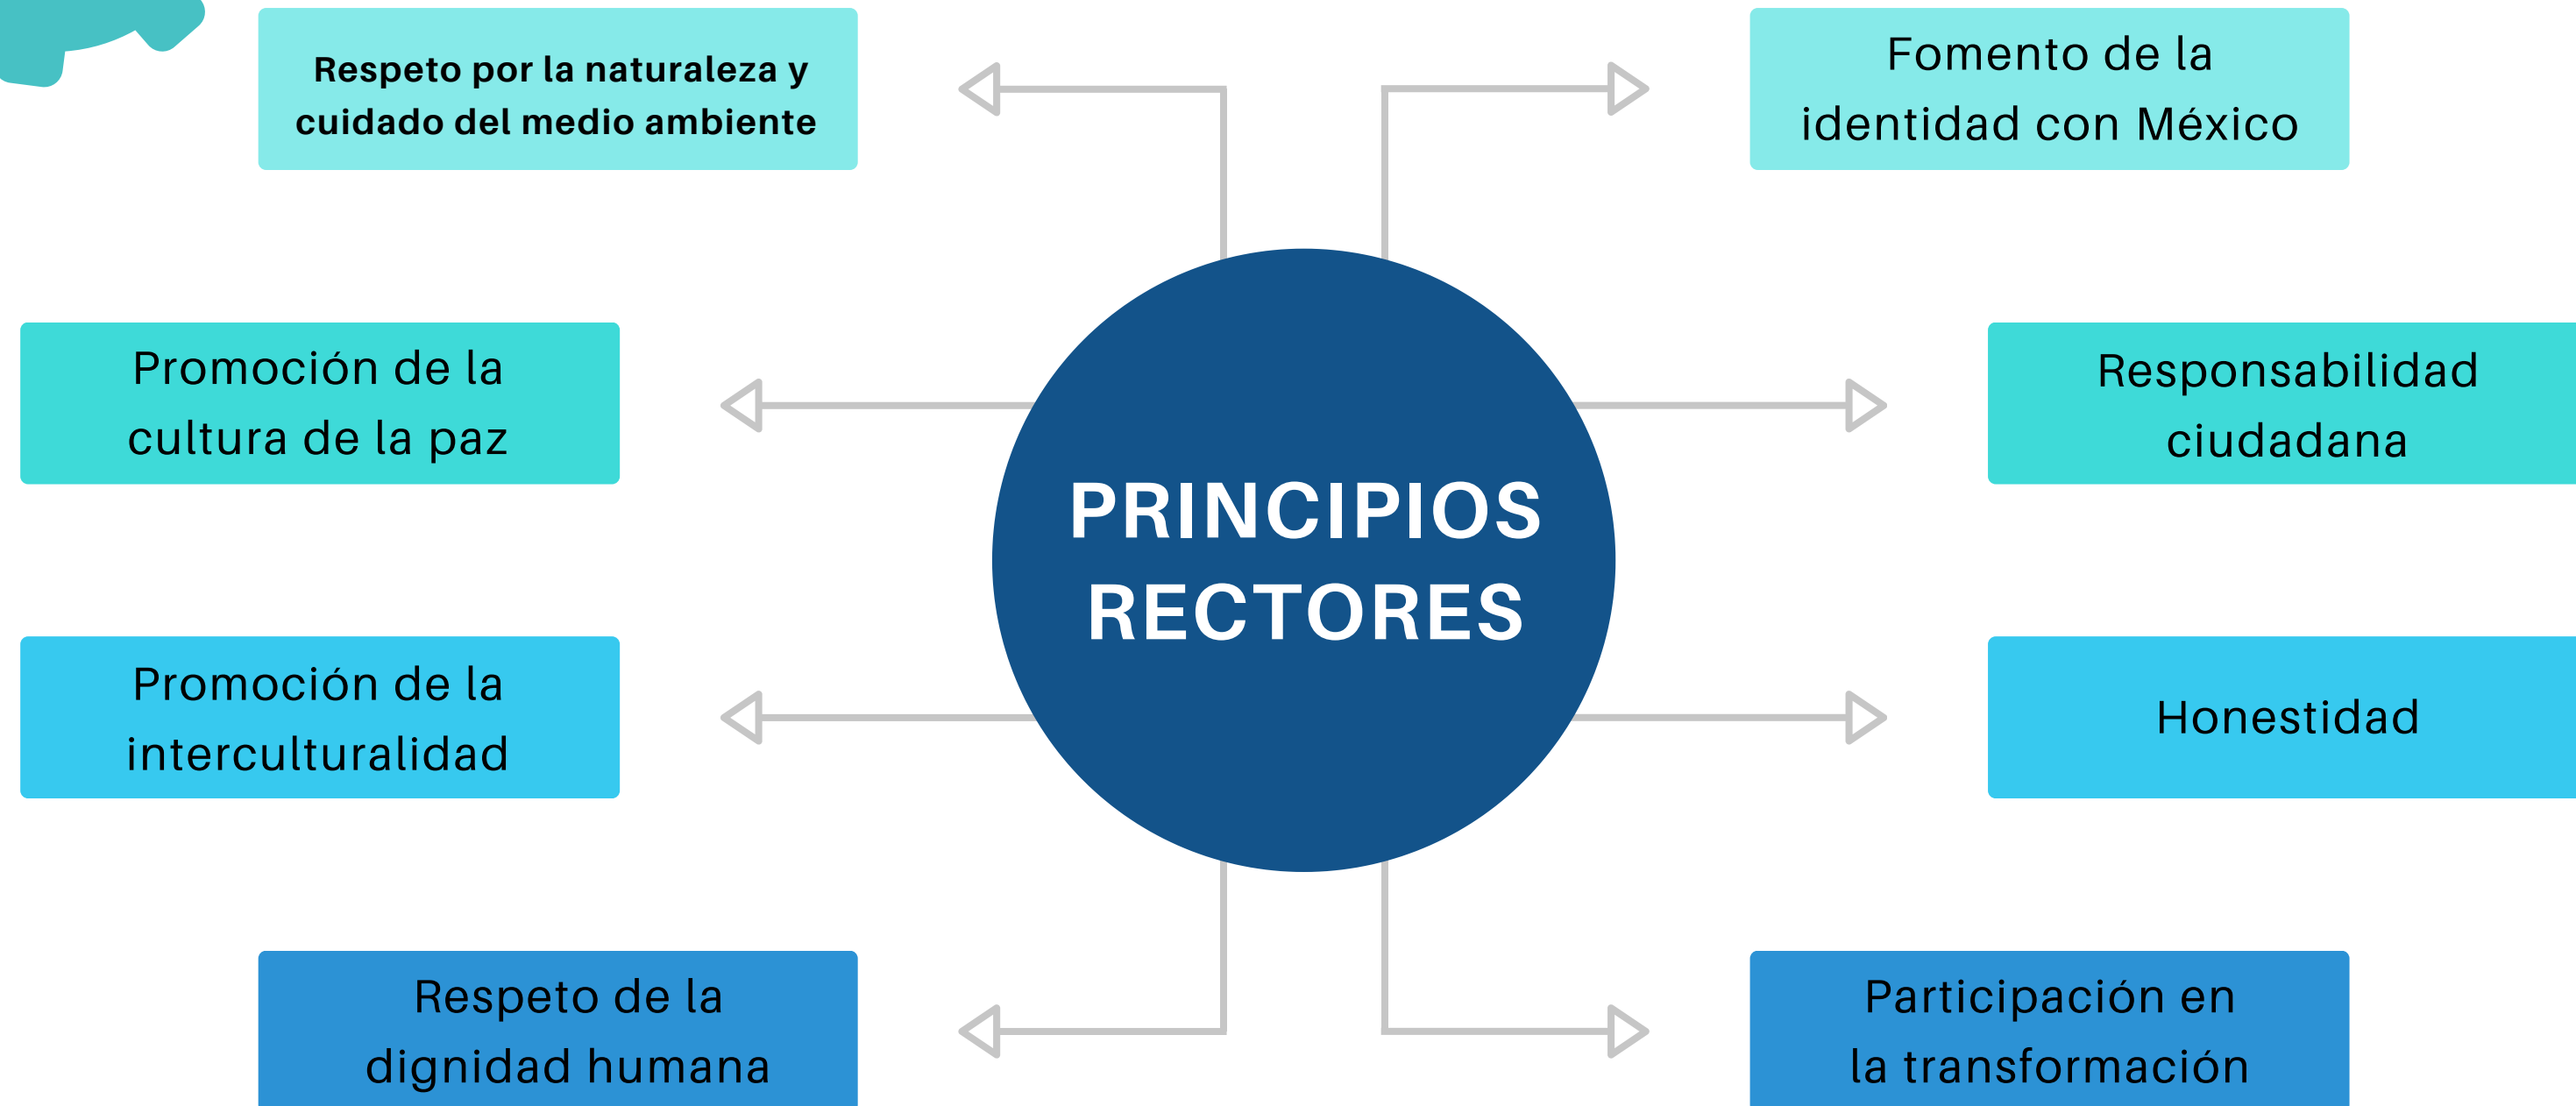 Respeto por la naturaleza y
cuidado del medio ambiente
Fomento de la
identidad con México
Promoción de la
cultura de la paz
Responsabilidad
ciudadana
PRINCIPIOS
RECTORES
Promoción de la
interculturalidad
Honestidad
Respeto de la
dignidad humana
Participación en
la transformación